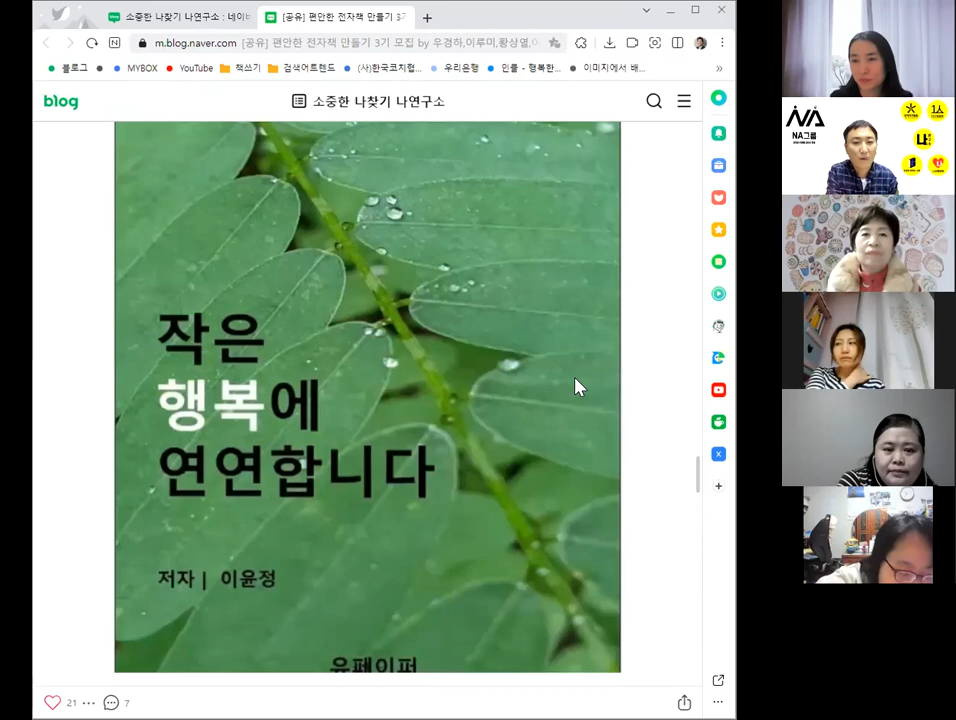 소중한 나찾기 나연구소 : 네이버
[공유] 편안한 전자책 만들기 3기
m.blog.naver.com [공유] 편안한 전자책 만들기 3기 모집 by 우경하,이루미,황상열,이
블로그
MYBOX
YouTube
책쓰기
검색어트렌드
(사)한국코치협...
우리은행
인플 - 행복한...
이미지에서 배...
blog
소중한 나찾기 나연구소
작은
행복에
연연합니다
저자 | 이윤정
유페이퍼
21
7
NA
NA그룹
1人
나